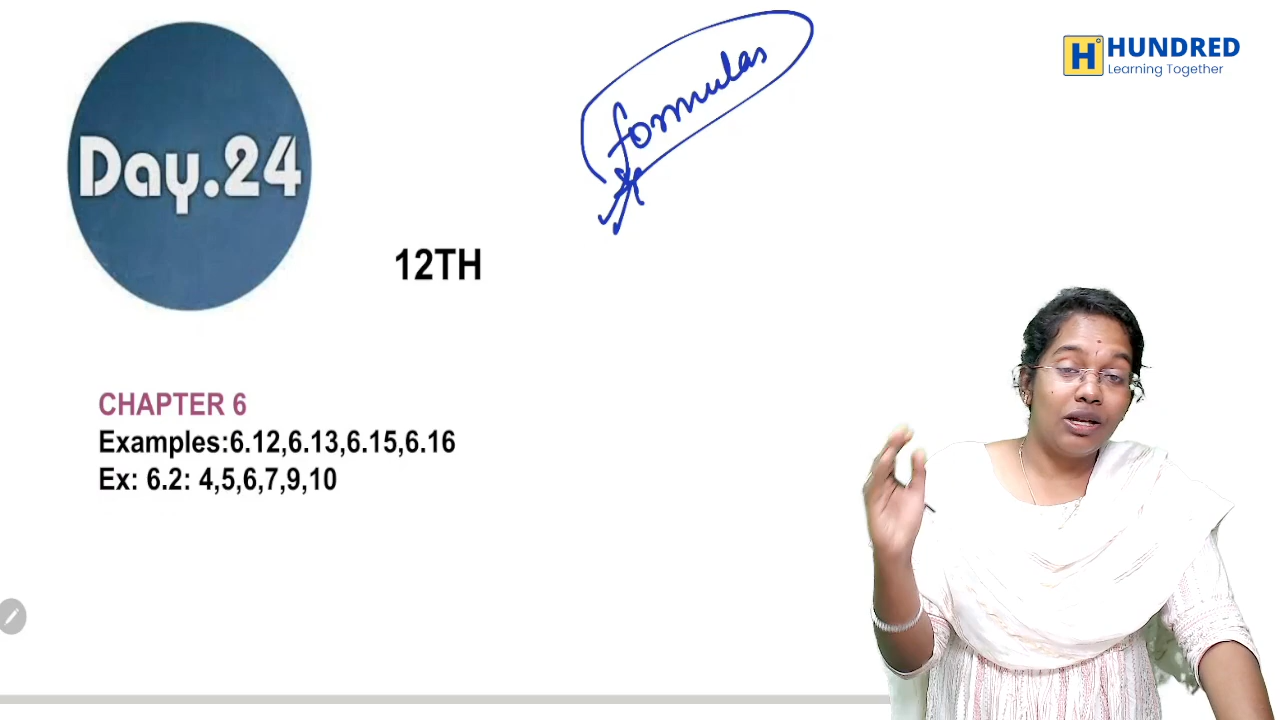 formulas
HUNDRED
H
Learning Together
Day.24
12TH
CHAPTER 6
Examples:6.12,6.13,6.15,6.16
Ex: 6.2: 4,5,6,7,9,10